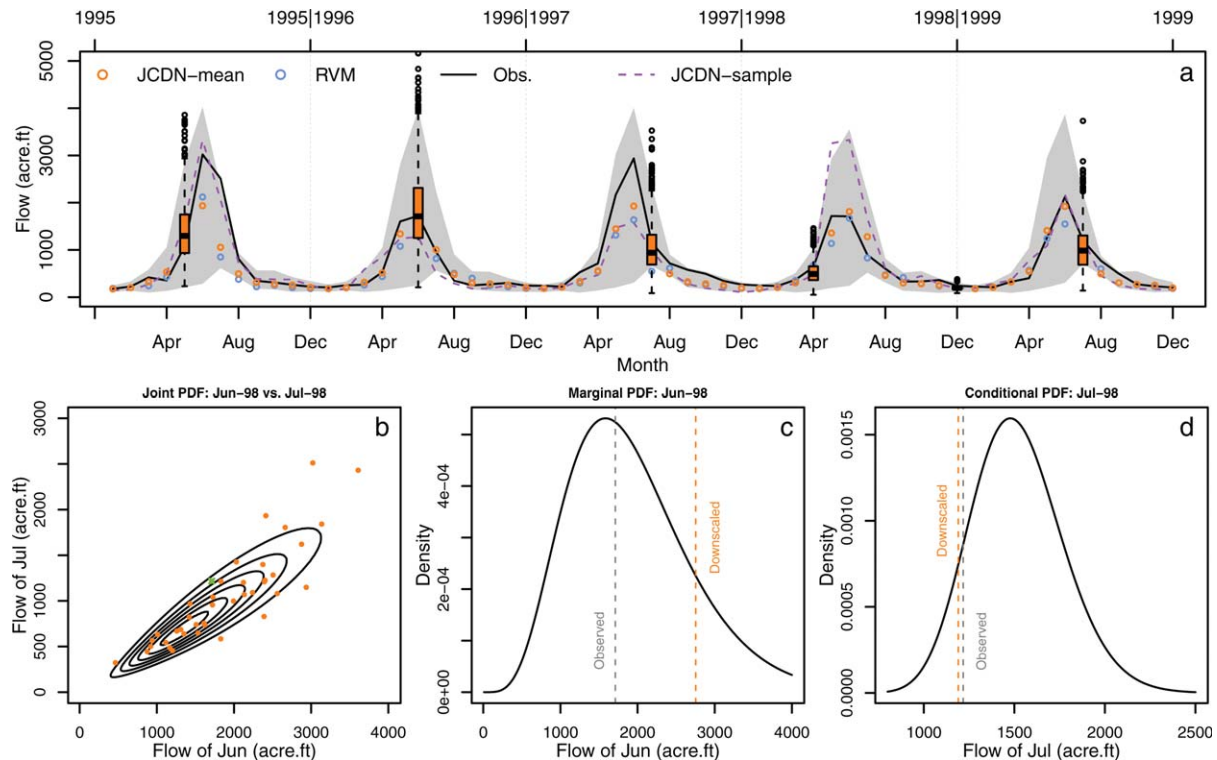 1995 1995|1996 1996|1997 1997|1998 1998|1999 1999
JCDN−mean RVM Obs. JCDN−sample a
Flow (acre.ft)
0 1000 3000 5000
Apr Aug Dec Apr Aug Dec Apr Aug Dec Apr Aug Dec Apr Aug Dec
Month
Joint PDF: Jun−98 vs. Jul−98
b
Flow of Jul (acre.ft)
0 500 1000 2000 3000
0 1000 2000 3000 4000
Flow of Jun (acre.ft)
Marginal PDF: Jun−98
c
Density
0e+00 2e−04 4e−04
Observed
Downscaled
0 1000 2000 3000 4000
Flow of Jun (acre.ft)
Conditional PDF: Jul−98
d
Density
0.0000 0.0005 0.0010 0.0015
Downscaled
Observed
1000 1500 2000 2500
Flow of Jul (acre.ft)